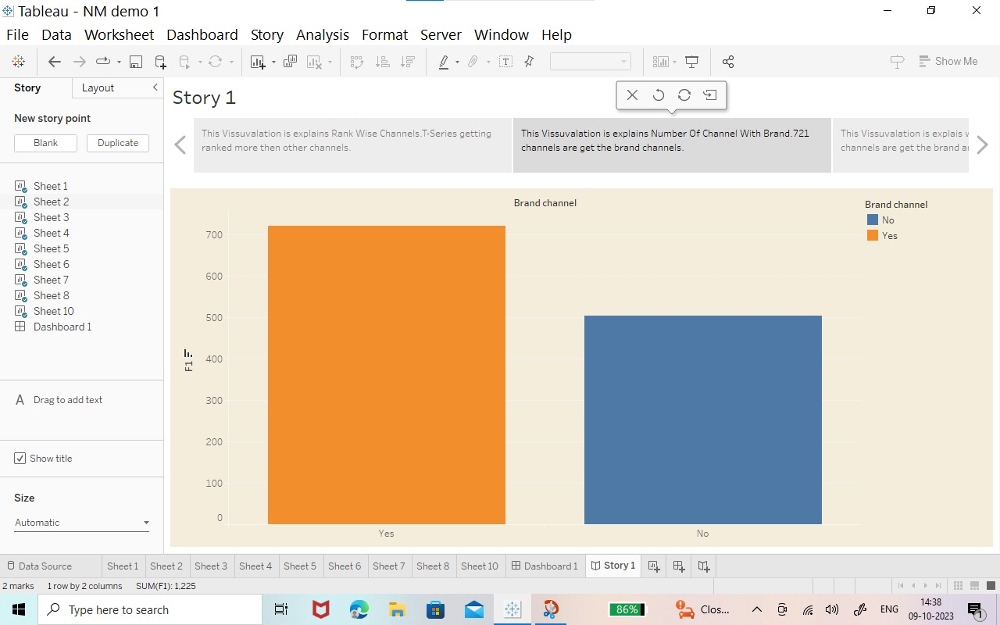 Tableau - NM demo 1
File Data Worksheet Dashboard Story Analysis Format Server Window Help
Show Me
Story Layout
New story point
Blank Duplicate
Sheet 1
Sheet 2
Sheet 3
Sheet 4
Sheet 5
Sheet 6
Sheet 7
Sheet 8
Sheet 10
Dashboard 1
A Drag to add text
Show title
Size
Automatic
Story 1
This Vissuvalation is explains Rank Wise Channels.T-Series getting
ranked more then other channels.
This Vissuvalation is explains Number Of Channel With Brand.721
channels are get the brand channels.
This Vissuvalation is explais
channels are get the brand
Brand channel
Brand channel
No
Yes
700
600
500
400
300
200
100
0
F1
Yes No
Data Source Sheet 1 Sheet 2 Sheet 3 Sheet 4 Sheet 5 Sheet 6 Sheet 7 Sheet 8 Sheet 10 Dashboard 1 Story 1
2 marks 1 row by 2 columns SUM(F1): 1,225
Type here to search 86% Clos... ENG 14:38
09-10-2023 1